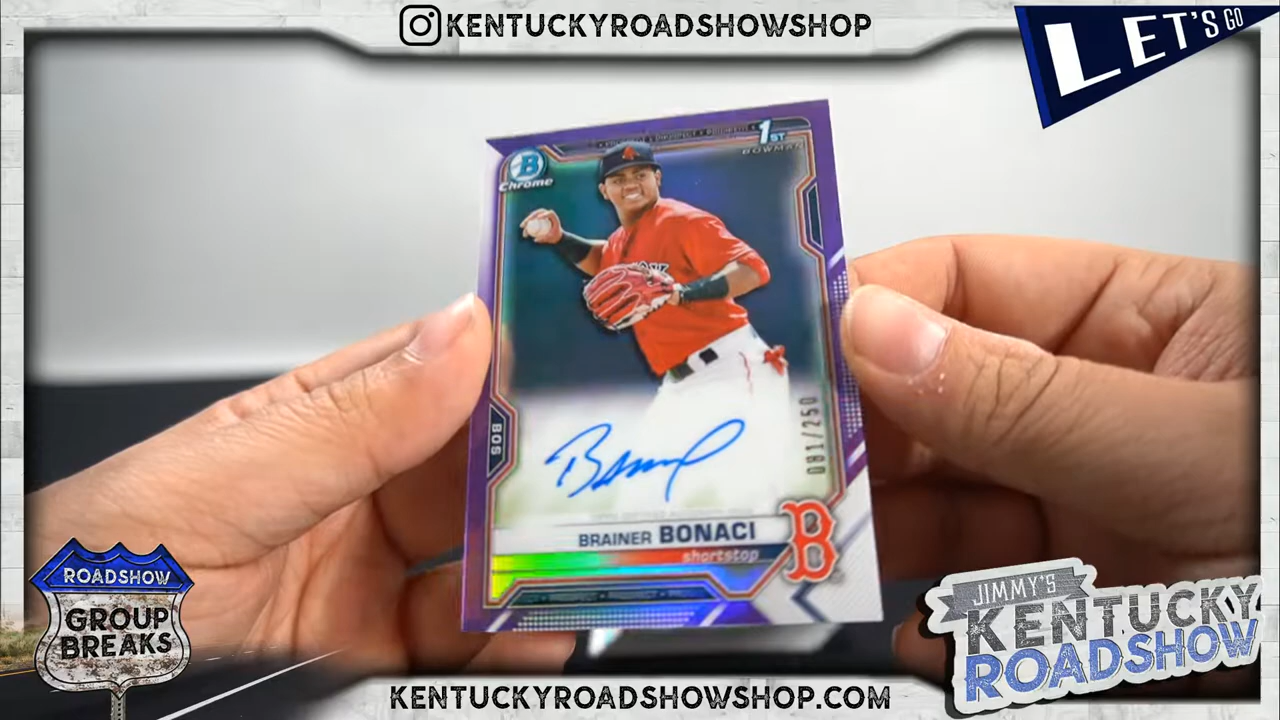 KENTUCKYROADSHOWSHOP
LET'S GO
1ST
BOWMAN
B
Chrome
BOS
081/250
BRAINER BONACI
shortstop
B
ROADSHOW
GROUP
BREAKS
JIMMY'S
KENTUCKY
ROADSHOW
KENTUCKYROADSHOWSHOP.COM